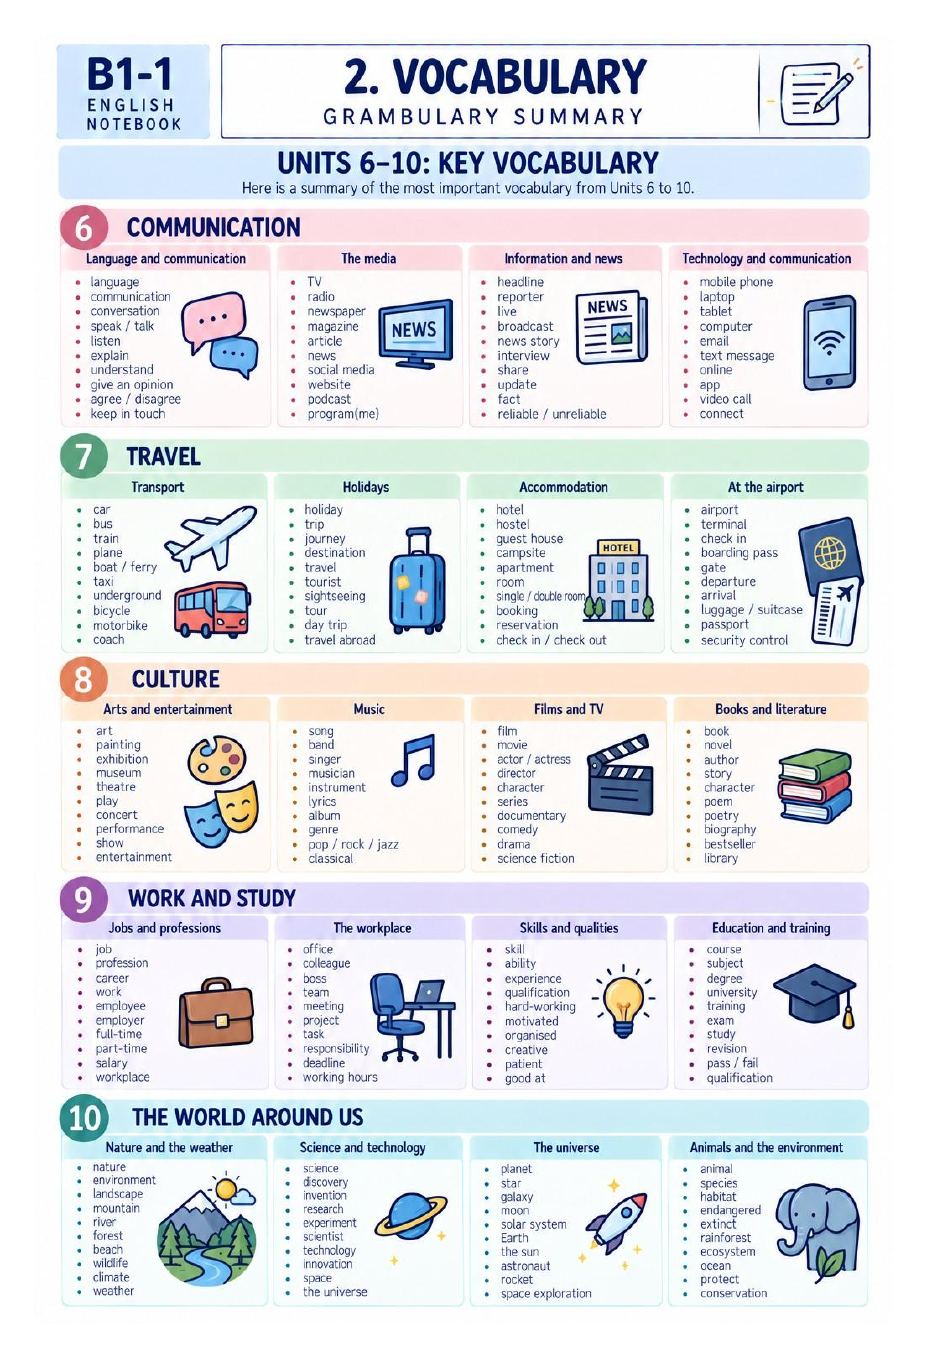 B1-1
ENGLISH
NOTEBOOK
2. VOCABULARY
GRAMBULARY SUMMARY
UNITS 6–10: KEY VOCABULARY
Here is a summary of the most important vocabulary from Units 6 to 10.
6 COMMUNICATION
Language and communication
• language
• communication
• conversation
• speak / talk
• listen
• explain
• understand
• give an opinion
• agree / disagree
• keep in touch
The media
• TV
• radio
• newspaper
• magazine
• article
• news
• social media
• website
• podcast
• program(me)
NEWS
Information and news
• headline
• reporter
• live
• broadcast
• news story
• interview
• share
• update
• fact
• reliable / unreliable
NEWS
Technology and communication
• mobile phone
• laptop
• tablet
• computer
• email
• text message
• online
• app
• video call
• connect
7 TRAVEL
Transport
• car
• bus
• train
• plane
• boat / ferry
• taxi
• underground
• bicycle
• motorbike
• coach
Holidays
• holiday
• trip
• journey
• destination
• travel
• tourist
• sightseeing
• tour
• day trip
• travel abroad
Accommodation
• hotel
• hostel
• guest house
• campsite
• apartment
• room
• single / double room
• booking
• reservation
• check in / check out
HOTEL
At the airport
• airport
• terminal
• check in
• boarding pass
• gate
• departure
• arrival
• luggage / suitcase
• passport
• security control
8 CULTURE
Arts and entertainment
• art
• painting
• exhibition
• museum
• theatre
• play
• concert
• performance
• show
• entertainment
Music
• song
• band
• singer
• musician
• instrument
• lyrics
• album
• genre
• pop / rock / jazz
• classical
Films and TV
• film
• movie
• actor / actress
• director
• character
• series
• documentary
• comedy
• drama
• science fiction
Books and literature
• book
• novel
• author
• story
• character
• poem
• poetry
• biography
• bestseller
• library
9 WORK AND STUDY
Jobs and professions
• job
• profession
• career
• work
• employee
• employer
• full-time
• part-time
• salary
• workplace
The workplace
• office
• colleague
• boss
• team
• meeting
• project
• task
• responsibility
• deadline
• working hours
Skills and qualities
• skill
• ability
• experience
• qualification
• hard-working
• motivated
• organised
• creative
• patient
• good at
Education and training
• course
• subject
• degree
• university
• training
• exam
• study
• revision
• pass / fail
• qualification
10 THE WORLD AROUND US
Nature and the weather
• nature
• environment
• landscape
• mountain
• river
• forest
• beach
• wildlife
• climate
• weather
Science and technology
• science
• discovery
• invention
• research
• experiment
• scientist
• technology
• innovation
• space
• the universe
The universe
• planet
• star
• galaxy
• moon
• solar system
• Earth
• the sun
• astronaut
• rocket
• space exploration
Animals and the environment
• animal
• species
• habitat
• endangered
• extinct
• rainforest
• ecosystem
• ocean
• protect
• conservation